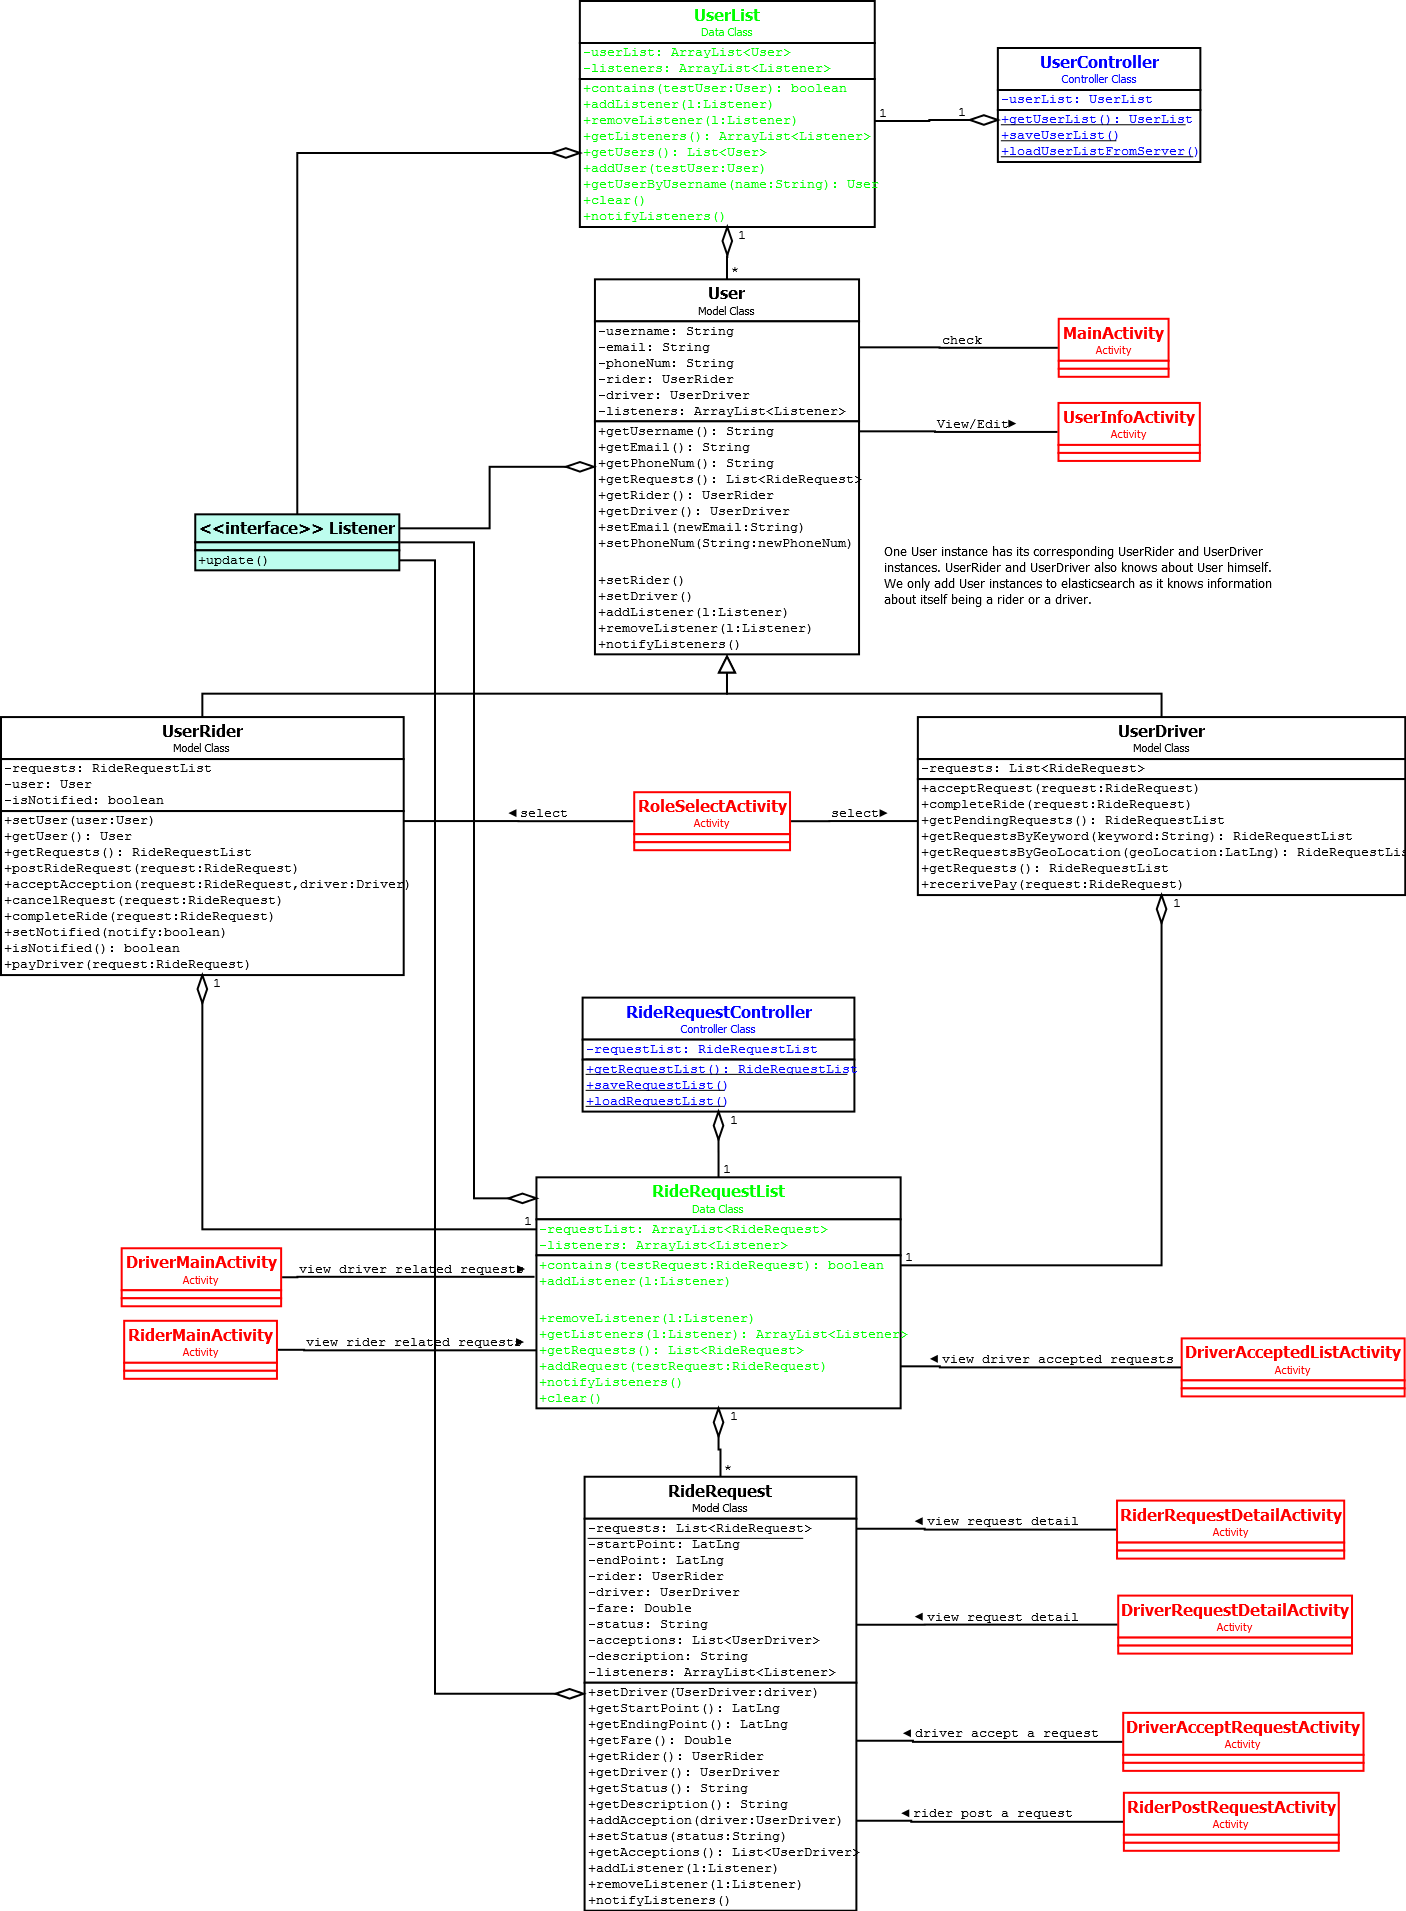 UserList
Data Class
-userList: ArrayList<User>
-listeners: ArrayList<Listener>
+contains(testUser:User): boolean
+addListener(l:Listener)
+removeListener(l:Listener)
+getListeners(): ArrayList<Listener>
+getUsers(): List<User>
+addUser(testUser:User)
+getUserByUsername(name:String): User
+clear()
+notifyListeners()
1
1
UserController
Controller Class
-userList: UserList
+getUserList(): UserList
+saveUserList()
+loadUserListFromServer()
1
*
User
Model Class
-username: String
-email: String
-phoneNum: String
-rider: UserRider
-driver: UserDriver
-listeners: ArrayList<Listener>
+getUsername(): String
+getEmail(): String
+getPhoneNum(): String
+getRequests(): List<RideRequest>
+getRider(): UserRider
+getDriver(): UserDriver
+setEmail(newEmail:String)
+setPhoneNum(String:newPhoneNum)
+setRider()
+setDriver()
+addListener(l:Listener)
+removeListener(l:Listener)
+notifyListeners()
check
MainActivity
Activity
View/Edit
UserInfoActivity
Activity
<<interface>> Listener
+update()
One User instance has its corresponding UserRider and UserDriver
instances. UserRider and UserDriver also knows about User himself.
We only add User instances to elasticsearch as it knows information
about itself being a rider or a driver.
UserRider
Model Class
-requests: RideRequestList
-user: User
-isNotified: boolean
+setUser(user:User)
+getUser(): User
+getRequests(): RideRequestList
+postRideRequest(request:RideRequest)
+acceptAcception(request:RideRequest,driver:Driver)
+cancelRequest(request:RideRequest)
+completeRide(request:RideRequest)
+setNotified(notify:boolean)
+isNotified(): boolean
+payDriver(request:RideRequest)
1
select
RoleSelectActivity
Activity
select
UserDriver
Model Class
-requests: List<RideRequest>
+acceptRequest(request:RideRequest)
+completeRide(request:RideRequest)
+getPendingRequests(): RideRequestList
+getRequestsByKeyword(keyword:String): RideRequestList
+getRequestsByGeoLocation(geoLocation:LatLng): RideRequestLis
+getRequests(): RideRequestList
+recerivePay(request:RideRequest)
1
RideRequestController
Controller Class
-requestList: RideRequestList
+getRequestList(): RideRequestList
+saveRequestList()
+loadRequestList()
1
1
RideRequestList
Data Class
-requestList: ArrayList<RideRequest>
-listeners: ArrayList<Listener>
+contains(testRequest:RideRequest): boolean
+addListener(l:Listener)
+removeListener(l:Listener)
+getListeners(l:Listener): ArrayList<Listener>
+getRequests(): List<RideRequest>
+addRequest(testRequest:RideRequest)
+notifyListeners()
+clear()
1
1
DriverMainActivity
Activity
view driver related requests
RiderMainActivity
Activity
view rider related requests
view driver accepted requests
DriverAcceptedListActivity
Activity
1
*
RideRequest
Model Class
-requests: List<RideRequest>
-startPoint: LatLng
-endPoint: LatLng
-rider: UserRider
-driver: UserDriver
-fare: Double
-status: String
-acceptions: List<UserDriver>
-description: String
-listeners: ArrayList<Listener>
+setDriver(UserDriver:driver)
+getStartPoint(): LatLng
+getEndingPoint(): LatLng
+getFare(): Double
+getRider(): UserRider
+getDriver(): UserDriver
+getStatus(): String
+getDescription(): String
+addAcception(driver:UserDriver)
+setStatus(status:String)
+getAcceptions(): List<UserDriver>
+addListener(l:Listener)
+removeListener(l:Listener)
+notifyListeners()
view request detail
RiderRequestDetailActivity
Activity
view request detail
DriverRequestDetailActivity
Activity
driver accept a request
DriverAcceptRequestActivity
Activity
rider post a request
RiderPostRequestActivity
Activity